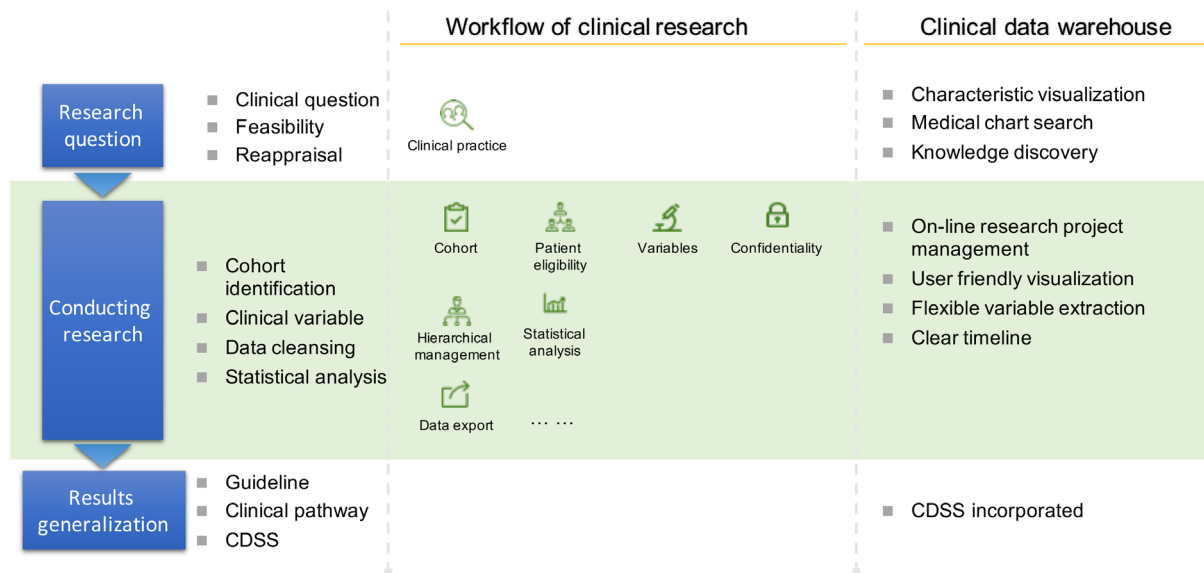 Workflow of clinical research
Clinical data warehouse
Research
question
Clinical question
Feasibility
Reappraisal
Clinical practice
Characteristic visualization
Medical chart search
Knowledge discovery
Conducting
research
Cohort
identification
Clinical variable
Data cleansing
Statistical analysis
Cohort
Patient
eligibility
Variables
Confidentiality
Hierarchical
management
Statistical
analysis
Data export
... ...
On-line research project
management
User friendly visualization
Flexible variable extraction
Clear timeline
Results
generalization
Guideline
Clinical pathway
CDSS
CDSS incorporated